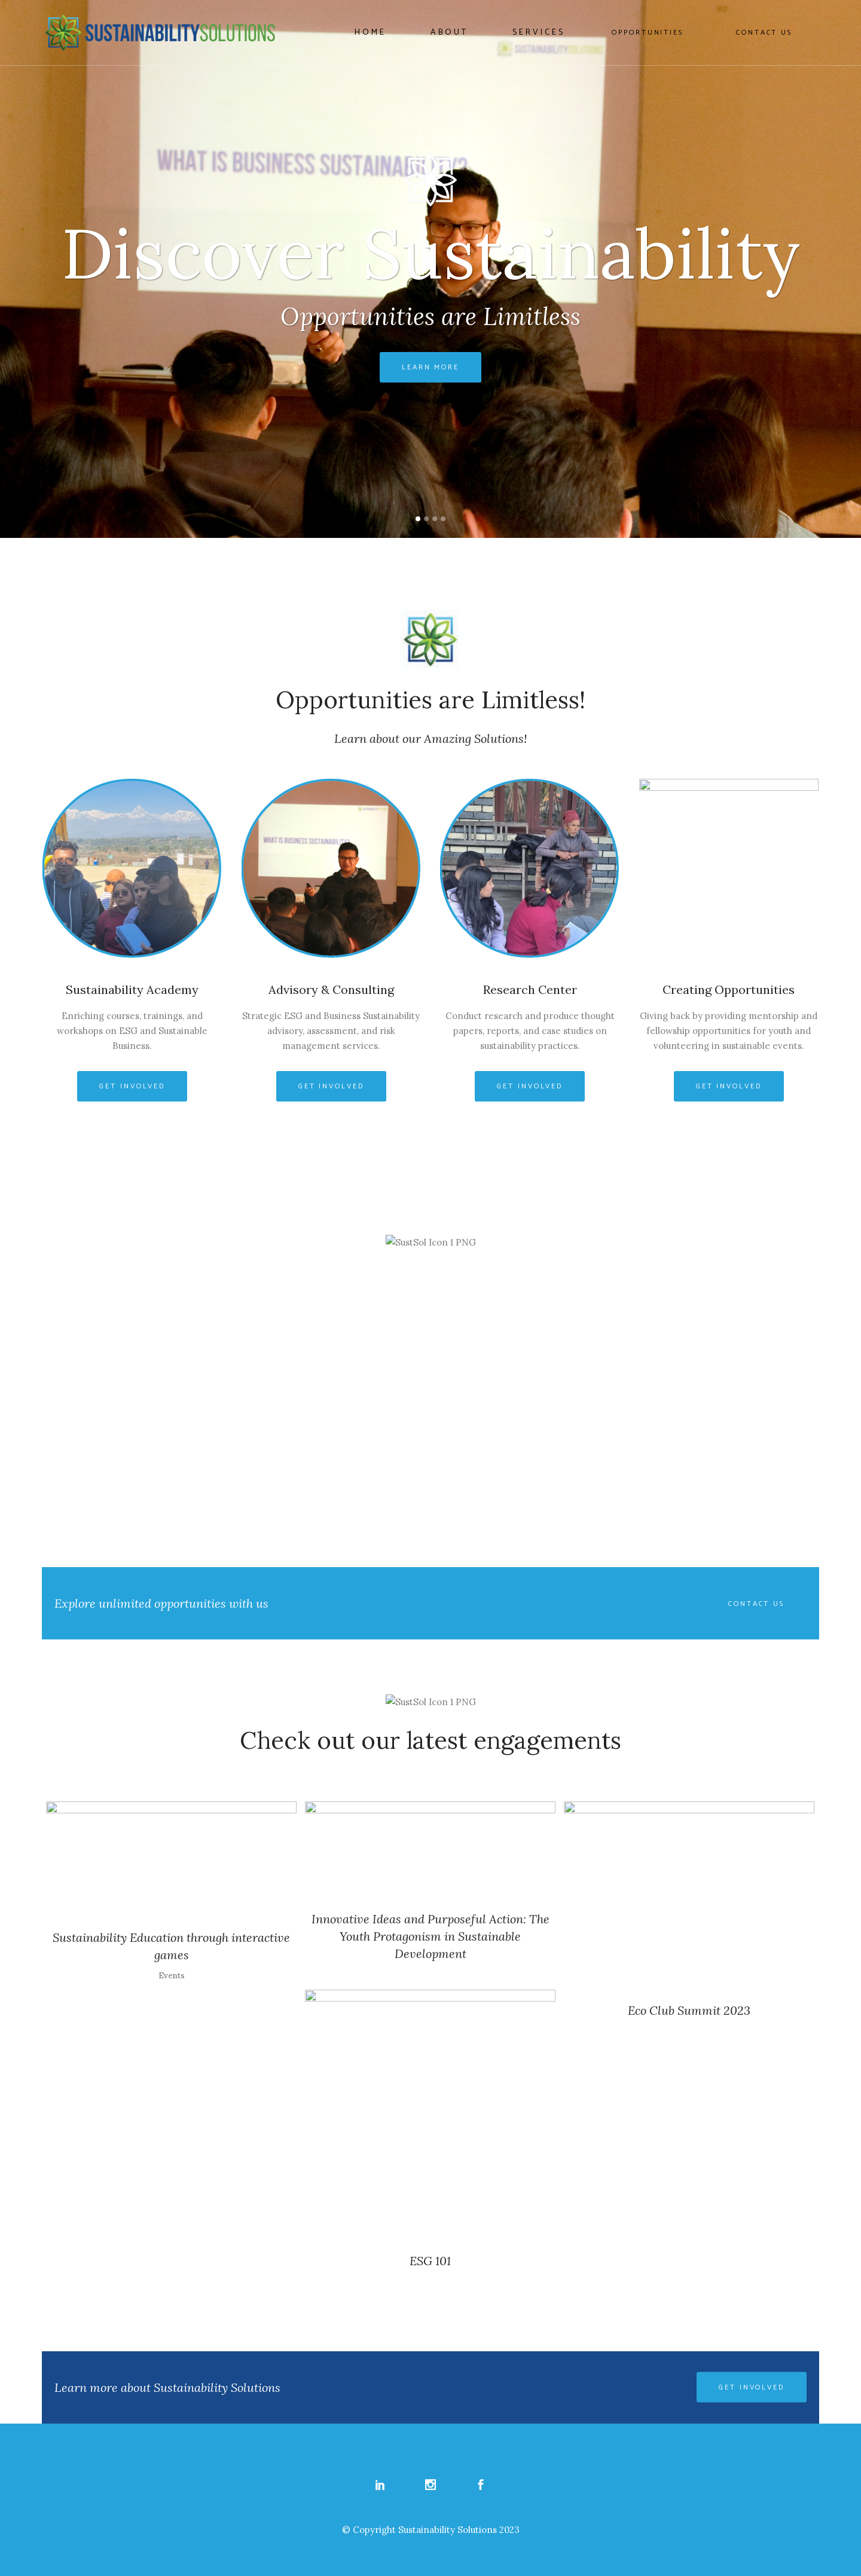 SUSTAINABILITYSOLUTIONS
HOME
ABOUT
SERVICES
OPPORTUNITIES
CONTACT US
SUSTAINABILITYSOLUTIONS
WHAT IS BUSINESS SUSTAINABILITY?
Discover Sustainability
Opportunities are Limitless
LEARN MORE
Opportunities are Limitless!
Learn about our Amazing Solutions!
WHAT IS BUSINESS SUSTAINABILITY?
Sustainability Academy
Enriching courses, trainings, and
workshops on ESG and Sustainable
Business.
GET INVOLVED
Advisory & Consulting
Strategic ESG and Business Sustainability
advisory, assessment, and risk
management services.
GET INVOLVED
Research Center
Conduct research and produce thought
papers, reports, and case studies on
sustainability practices.
GET INVOLVED
Creating Opportunities
Giving back by providing mentorship and
fellowship opportunities for youth and
volunteering in sustainable events.
GET INVOLVED
SustSol Icon 1 PNG
Explore unlimited opportunities with us
CONTACT US
SustSol Icon 1 PNG
Check out our latest engagements
Sustainability Education through interactive
games
Events
Innovative Ideas and Purposeful Action: The
Youth Protagonism in Sustainable
Development
Eco Club Summit 2023
ESG 101
Learn more about Sustainability Solutions
GET INVOLVED
© Copyright Sustainability Solutions 2023